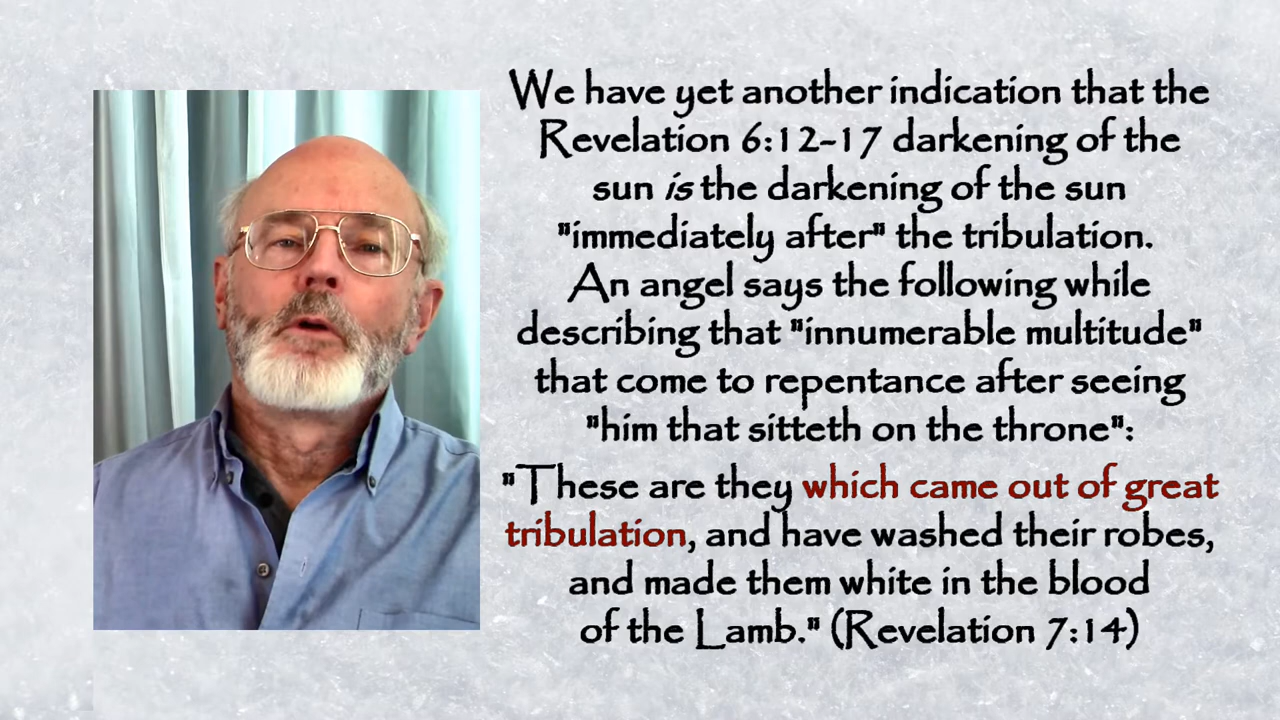 We have yet another indication that the
Revelation 6:12-17 darkening of the
sun is the darkening of the sun
"immediately after" the tribulation.
An angel says the following while
describing that "innumerable multitude"
that come to repentance after seeing
"him that sitteth on the throne":
"These are they which came out of great
tribulation, and have washed their robes,
and made them white in the blood
of the Lamb." (Revelation 7:14)